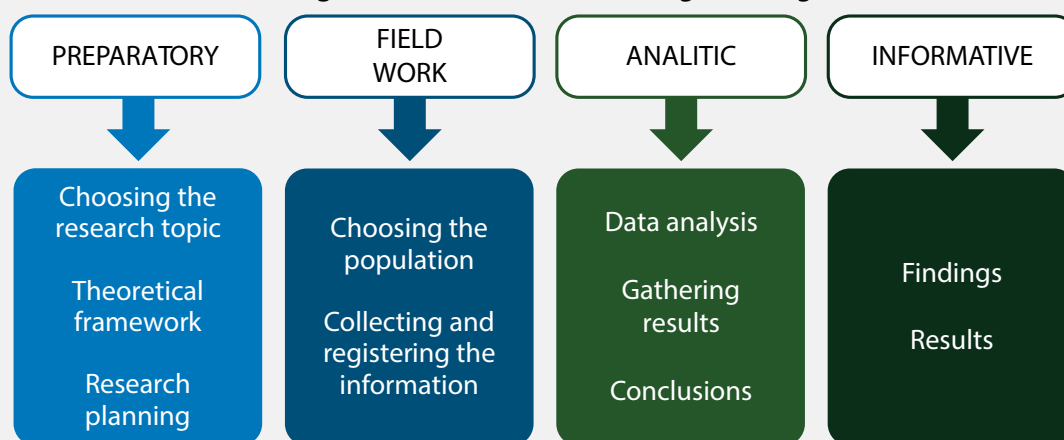 PREPARATORY
FIELD
WORK
ANALITIC
INFORMATIVE
Choosing the
research topic
Theoretical
framework
Research
planning
Choosing the
population
Collecting and
registering the
information
Data analysis
Gathering
results
Conclusions
Findings
Results